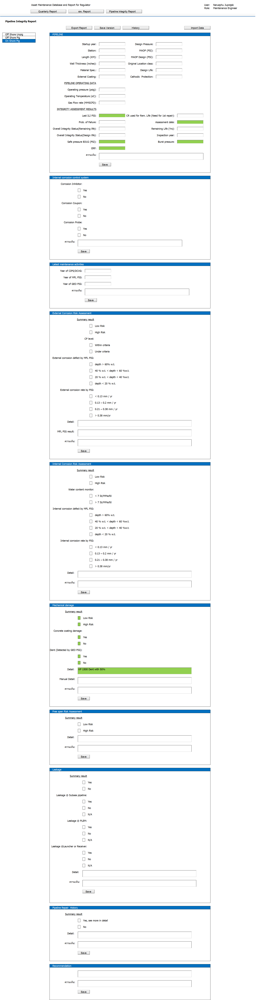 Asset Maintenance Database and Report for Regulator
User: Naruephu Juprajak
Role: Maintenance Engineer
Quarterly Report
ธพ. Report
Pipeline Integrity Report
Pipeline Integrity Report
Export Report
Save Version
History
Import Data
Off Shore Unpig
Off Shore Pig
On Shore Pig
PIPELINE
Startup year: Design Pressure:
Station: MAOP (PSI):
Length (KM): MAOP Design (PSI):
Wall Thickness (inches): Original Location class:
Material Spec.: Design Life:
External Coating: Cathodic Protection:
PIPELINE OPERATING DATA
Operating pressure (psig):
Operating Temperature (oC):
Gas Flow rate (MMSCFD):
INTEGRITY ASSESSMENT RESULTS
Last ILI PIG: CR used for Rem. Life (Need for 1st repair):
Prob. of Failure: Assessment date:
Overall Integrity Status(Remaining life): Remaining Life (Yrs):
Overall Integrity Status(Design life): Inspection year:
Safe pressure B31G (PSI): Burst pressure:
ERF:
ความเห็น:
Save
Internal corrosion control system
Corrosion Inhibitor:
Yes
No
Corrosion Coupon:
Yes
No
Corrosion Probe:
Yes
No
ความเห็น:
Save
Latest maintenance activities
Year of CIPS/DCVG:
Year of MFL PIG:
Year of GEO PIG:
ความเห็น:
Save
External Corrosion Risk Assessment
Summary result
Low Risk
High Risk
CP level:
Within criteria
Under criteria
External corrosion defect by MFL PIG:
depth > 60% w.t.
40 % w.t. < depth < 60 %w.t.
20 % w.t. < depth < 40 %w.t.
depth < 20 % w.t.
External corrosion rate by PIG:
< 0.13 mm / yr
0.13 – 0.2 mm / yr
0.21 – 0.38 mm / yr
> 0.38 mm/yr
Detail:
MFL PIG result:
ความเห็น:
Save
Internal Corrosion Risk Assessment
Summary result
Low Risk
High Risk
Water content monitor:
< 7 Ib/MMscfd
> 7 Ib/MMscfd
Internal corrosion defect by MFL PIG:
depth > 60% w.t.
40 % w.t. < depth < 60 %w.t.
20 % w.t. < depth < 40 %w.t.
depth < 20 % w.t.
Internal corrosion rate by PIG:
< 0.13 mm / yr
0.13 – 0.2 mm / yr
0.21 – 0.38 mm / yr
> 0.38 mm/yr
Detail:
ความเห็น:
Save
Mechanical damage
Summary result
Low Risk
High Risk
Concrete coating damage:
Yes
No
Dent (Detected by GEO PIG):
Yes
No
Detail: KP 1500 Dent with 50%
Manual Detail:
ความเห็น:
Save
Free span Risk Assessment
Summary result
Low Risk
High Risk
Detail:
ความเห็น:
Save
Leakage
Summary result
Yes
No
Leakage @ Subsea pipeline:
Yes
No
N/A
Leakage @ PLEM:
Yes
No
N/A
Leakage @Launcher or Receiver:
Yes
No
N/A
Detail:
ความเห็น:
Save
Pipeline Repair History
Summary result
Yes, see more in detail
No
Detail:
ความเห็น:
Save
Recommendation
ความเห็น:
Save